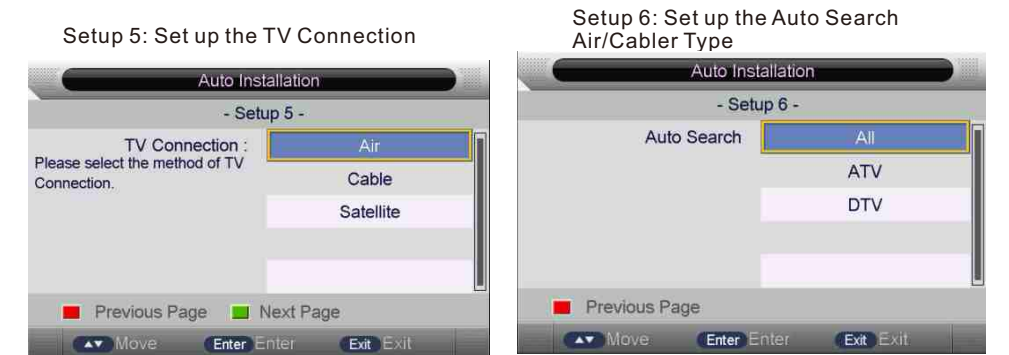 Setup 5: Set up the TV Connection
Auto Installation
- Setup 5 -
TV Connection :
Please select the method of TV
Connection.
Air
Cable
Satellite
Previous Page
Next Page
Move
Enter Enter
Exit Exit
Setup 6: Set up the Auto Search
Air/Cabler Type
Auto Installation
- Setup 6 -
Auto Search
All
ATV
DTV
Previous Page
Move
Enter Enter
Exit Exit